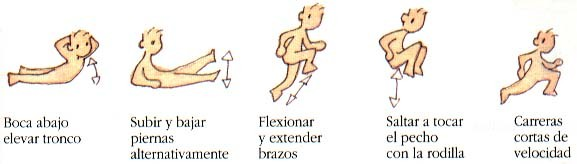 Boca abajo
elevar tronco
Subir y bajar
piernas
alternativamente
Flexionar
y extender
brazos
Saltar a tocar
el pecho
con la rodilla
Carreras
cortas de
velocidad